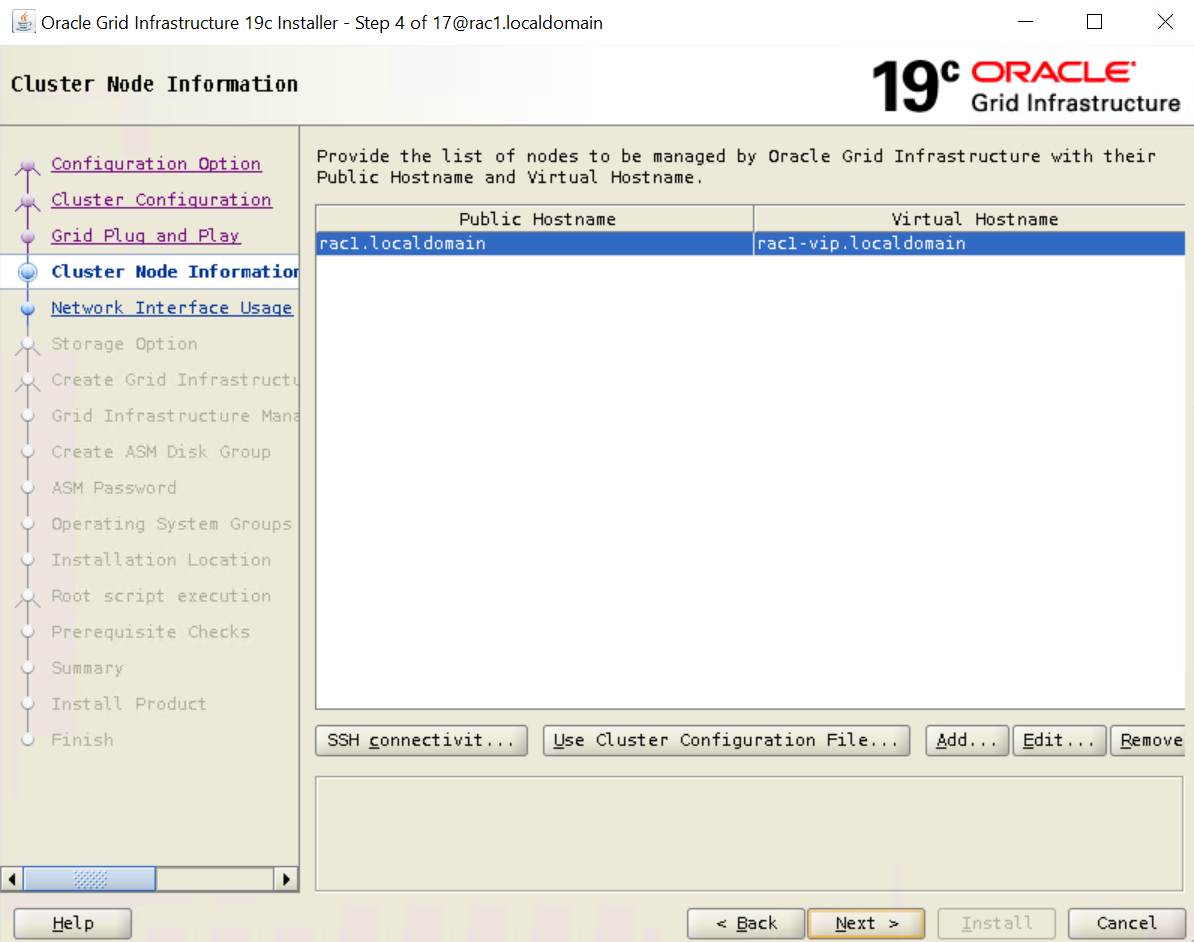 Oracle Grid Infrastructure 19c Installer - Step 4 of 17@rac1.localdomain
Cluster Node Information
19c ORACLE
Grid Infrastructure
Configuration Option
Cluster Configuration
Grid Plug and Play
Cluster Node Information
Network Interface Usage
Storage Option
Create Grid Infrastructu
Grid Infrastructure Mana
Create ASM Disk Group
ASM Password
Operating System Groups
Installation Location
Root script execution
Prerequisite Checks
Summary
Install Product
Finish
Provide the list of nodes to be managed by Oracle Grid Infrastructure with their
Public Hostname and Virtual Hostname.
Public Hostname Virtual Hostname
rac1.localdomain rac1-vip.localdomain
SSH connectivit... Use Cluster Configuration File... Add... Edit... Remove
Help < Back Next > Install Cancel